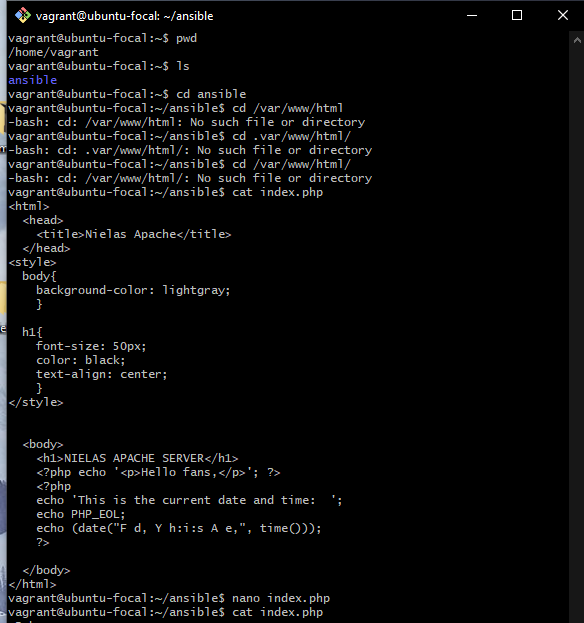 vagrant@ubuntu-focal: ~/ansible
vagrant@ubuntu-focal:~$ pwd
/home/vagrant
vagrant@ubuntu-focal:~$ ls
ansible
vagrant@ubuntu-focal:~$ cd ansible
vagrant@ubuntu-focal:~/ansible$ cd /var/www/html
-bash: cd: /var/www/html: No such file or directory
vagrant@ubuntu-focal:~/ansible$ cd .var/www/html/
-bash: cd: .var/www/html/: No such file or directory
vagrant@ubuntu-focal:~/ansible$ cd /var/www/html/
-bash: cd: /var/www/html/: No such file or directory
vagrant@ubuntu-focal:~/ansible$ cat index.php
<html>
  <head>
    <title>Nielas Apache</title>
  </head>
<style>
  body{
    background-color: lightgray;
    }
  h1{
    font-size: 50px;
    color: black;
    text-align: center;
    }
</style>
  <body>
    <h1>NIELAS APACHE SERVER</h1>
    <?php echo '<p>Hello fans,</p>'; ?>
    <?php
    echo 'This is the current date and time:  ';
    echo PHP_EOL;
    echo (date("F d, Y h:i:s A e,", time()));
    ?>
  </body>
</html>
vagrant@ubuntu-focal:~/ansible$ nano index.php
vagrant@ubuntu-focal:~/ansible$ cat index.php